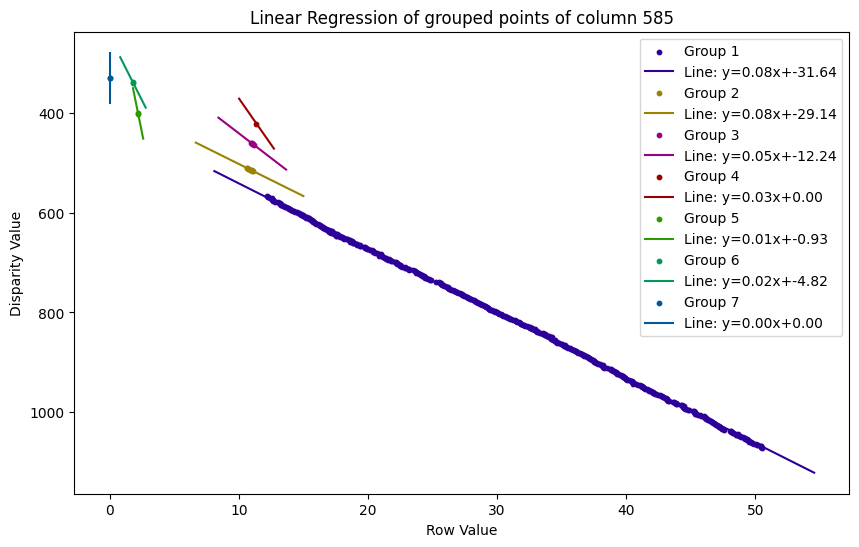 Linear Regression of grouped points of column 585
Group 1
Line: y=0.08x+-31.64
Group 2
Line: y=0.08x+-29.14
Group 3
Line: y=0.05x+-12.24
Group 4
Line: y=0.03x+0.00
Group 5
Line: y=0.01x+-0.93
Group 6
Line: y=0.02x+-4.82
Group 7
Line: y=0.00x+0.00
Disparity Value
400
600
800
1000
0 10 20 30 40 50
Row Value